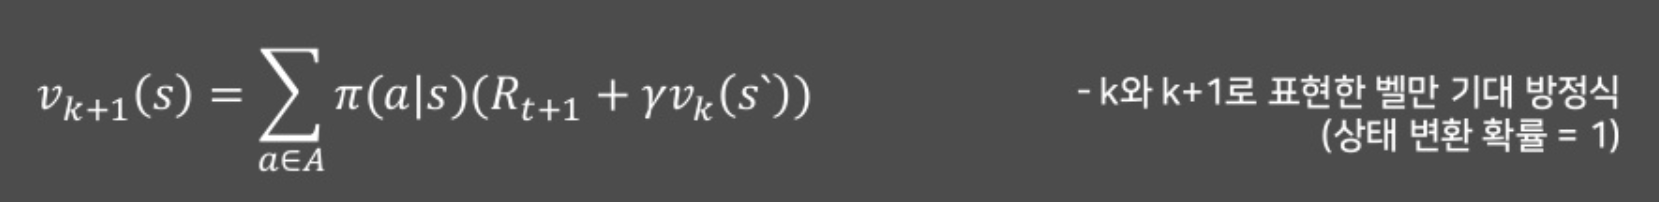 v_{k+1}(s) = \sum_{a∈A} π(a|s)(R_{t+1} + γv_k(s`))
- k와 k+1로 표현한 벨만 기대 방정식
(상태 변환 확률 = 1)